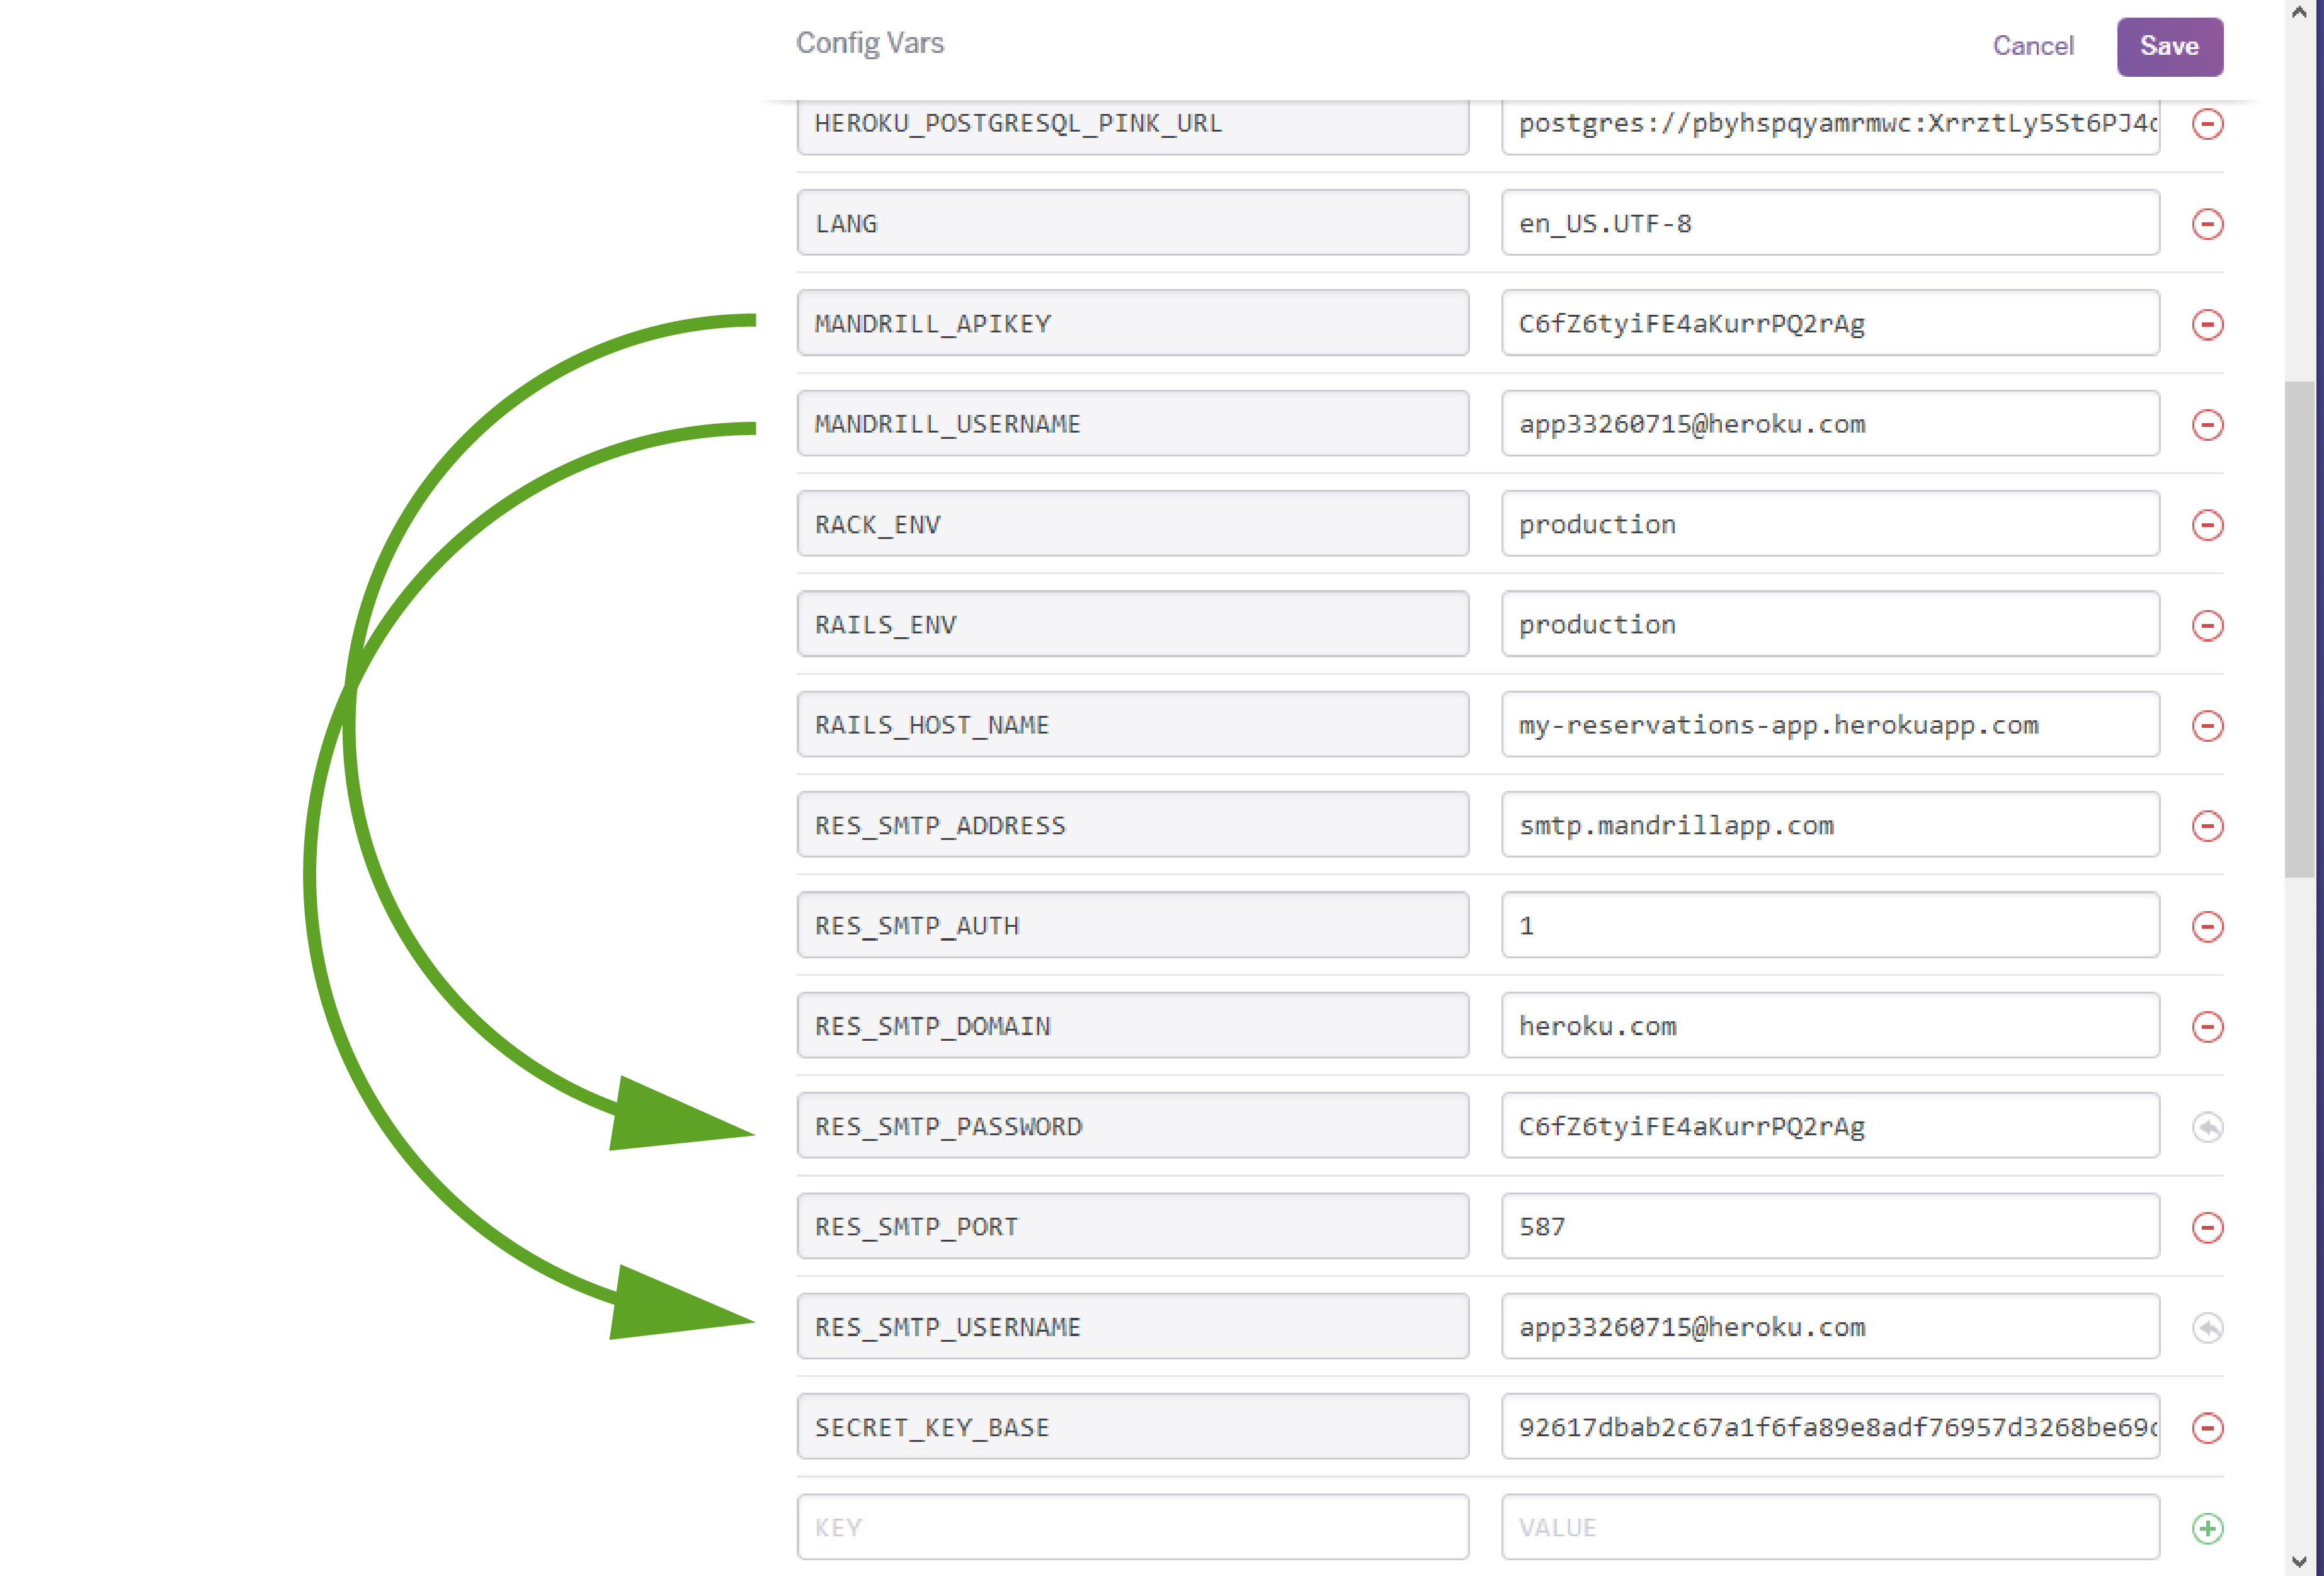 Config Vars Cancel Save
HEROKU_POSTGRESQL_PINK_URL postgres://pbyhspqyamrmwc:XrrztLy5St6PJ4
LANG en_US.UTF-8
MANDRILL_APIKEY C6fZ6tyiFE4aKurrPQ2rAg
MANDRILL_USERNAME app33260715@heroku.com
RACK_ENV production
RAILS_ENV production
RAILS_HOST_NAME my-reservations-app.herokuapp.com
RES_SMTP_ADDRESS smtp.mandrillapp.com
RES_SMTP_AUTH 1
RES_SMTP_DOMAIN heroku.com
RES_SMTP_PASSWORD C6fZ6tyiFE4aKurrPQ2rAg
RES_SMTP_PORT 587
RES_SMTP_USERNAME app33260715@heroku.com
SECRET_KEY_BASE 92617dbab2c67a1f6fa89e8adf76957d3268be69
KEY VALUE